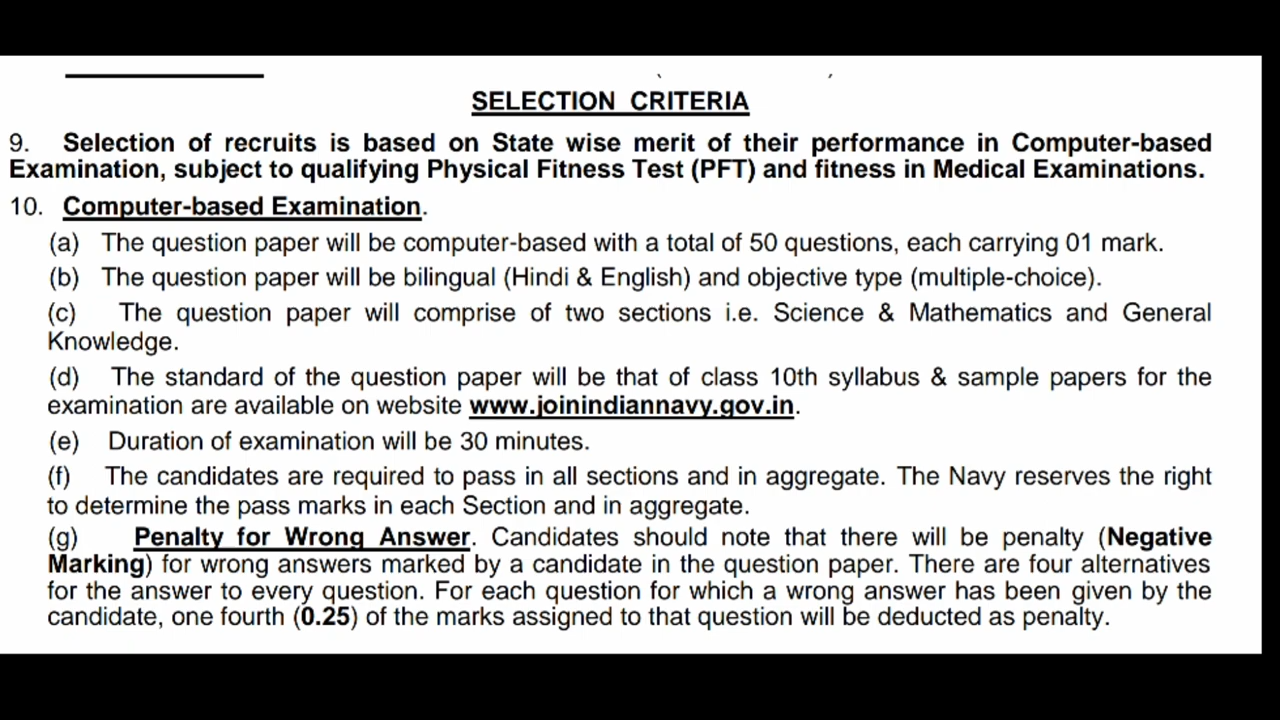 SELECTION CRITERIA
9. Selection of recruits is based on State wise merit of their performance in Computer-based
Examination, subject to qualifying Physical Fitness Test (PFT) and fitness in Medical Examinations.
10. Computer-based Examination.
(a) The question paper will be computer-based with a total of 50 questions, each carrying 01 mark.
(b) The question paper will be bilingual (Hindi & English) and objective type (multiple-choice).
(c) The question paper will comprise of two sections i.e. Science & Mathematics and General
Knowledge.
(d) The standard of the question paper will be that of class 10th syllabus & sample papers for the
examination are available on website www.joinindiannavy.gov.in.
(e) Duration of examination will be 30 minutes.
(f) The candidates are required to pass in all sections and in aggregate. The Navy reserves the right
to determine the pass marks in each Section and in aggregate.
(g) Penalty for Wrong Answer. Candidates should note that there will be penalty (Negative
Marking) for wrong answers marked by a candidate in the question paper. There are four alternatives
for the answer to every question. For each question for which a wrong answer has been given by the
candidate, one fourth (0.25) of the marks assigned to that question will be deducted as penalty.